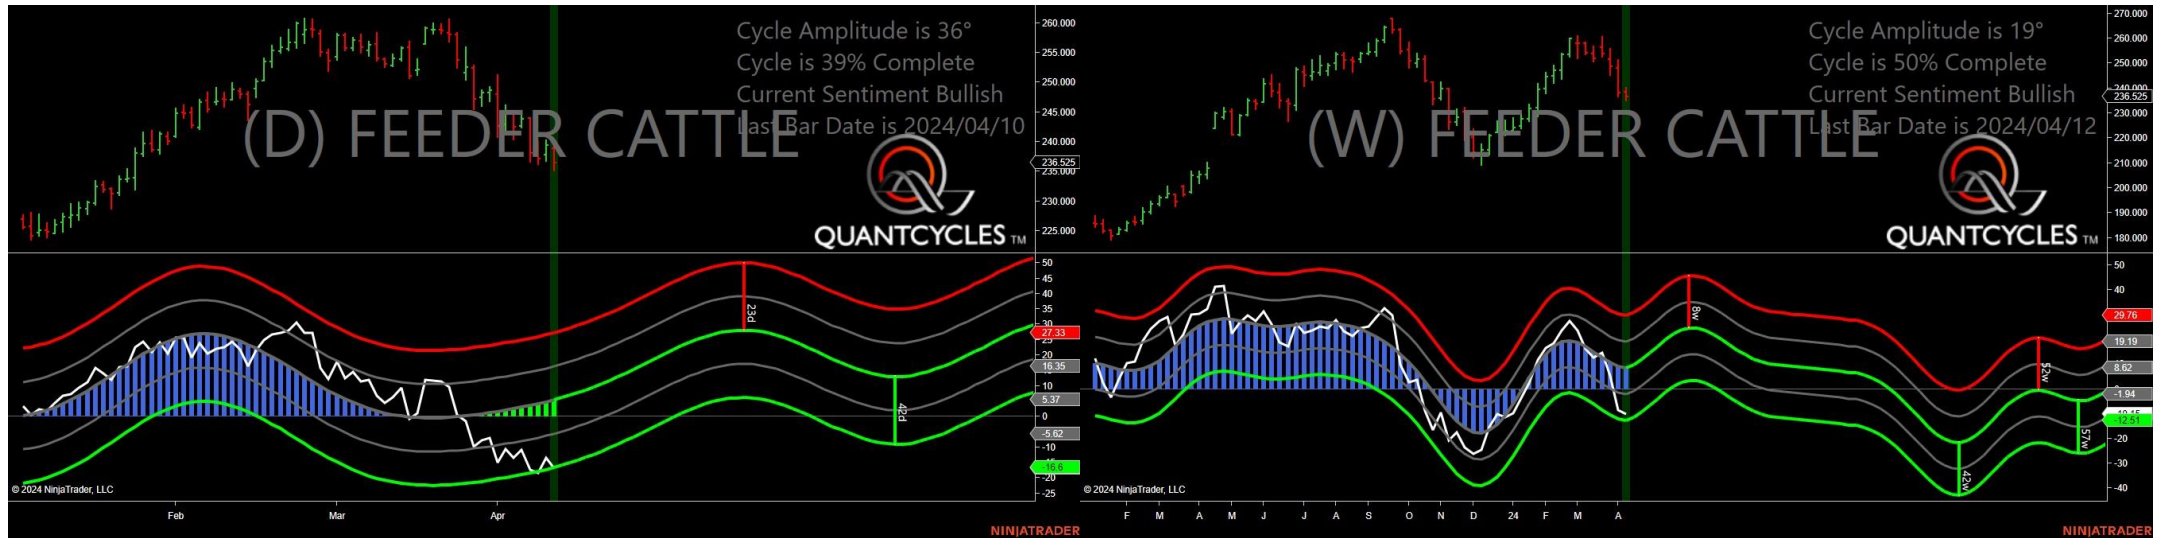 Cycle Amplitude is 36°
Cycle is 39% Complete
Current Sentiment Bullish
Last Bar Date is 2024/04/10
(D) FEEDER CATTLE
QUANTCYCLES TM
260.000
255.000
250.000
245.000
240.000
236.525
235.000
230.000
225.000
50
45
40
35
30
27.33
25
20
16.35
10
5.37
0
-5.62
-10
-16.6
-20
-25
23d
42d
© 2024 NinjaTrader, LLC
Feb Mar Apr
NINJATRADER
Cycle Amplitude is 19°
Cycle is 50% Complete
Current Sentiment Bullish
Last Bar Date is 2024/04/12
(W) FEEDER CATTLE
QUANTCYCLES TM
270.000
260.000
250.000
240.000
236.525
230.000
220.000
210.000
200.000
190.000
180.000
50
40
29.76
19.19
8.62
-1.94
-12.51
-20
-30
-40
8w
52w
42w
57w
© 2024 NinjaTrader, LLC
F M A M J J A S O N D 24 F M A
NINJATRADER